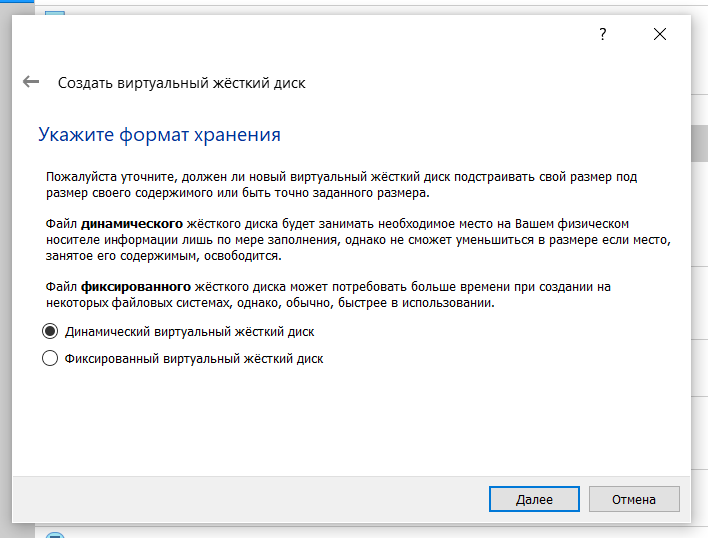 ?
Создать виртуальный жёсткий диск
Укажите формат хранения
Пожалуйста уточните, должен ли новый виртуальный жёсткий диск подстраивать свой размер под
размер своего содержимого или быть точно заданного размера.
Файл динамического жёсткого диска будет занимать необходимое место на Вашем физическом
носителе информации лишь по мере заполнения, однако не сможет уменьшиться в размере если место,
занятое его содержимым, освободится.
Файл фиксированного жёсткого диска может потребовать больше времени при создании на
некоторых файловых системах, однако, обычно, быстрее в использовании.
Динамический виртуальный жёсткий диск
Фиксированный виртуальный жёсткий диск
Далее
Отмена